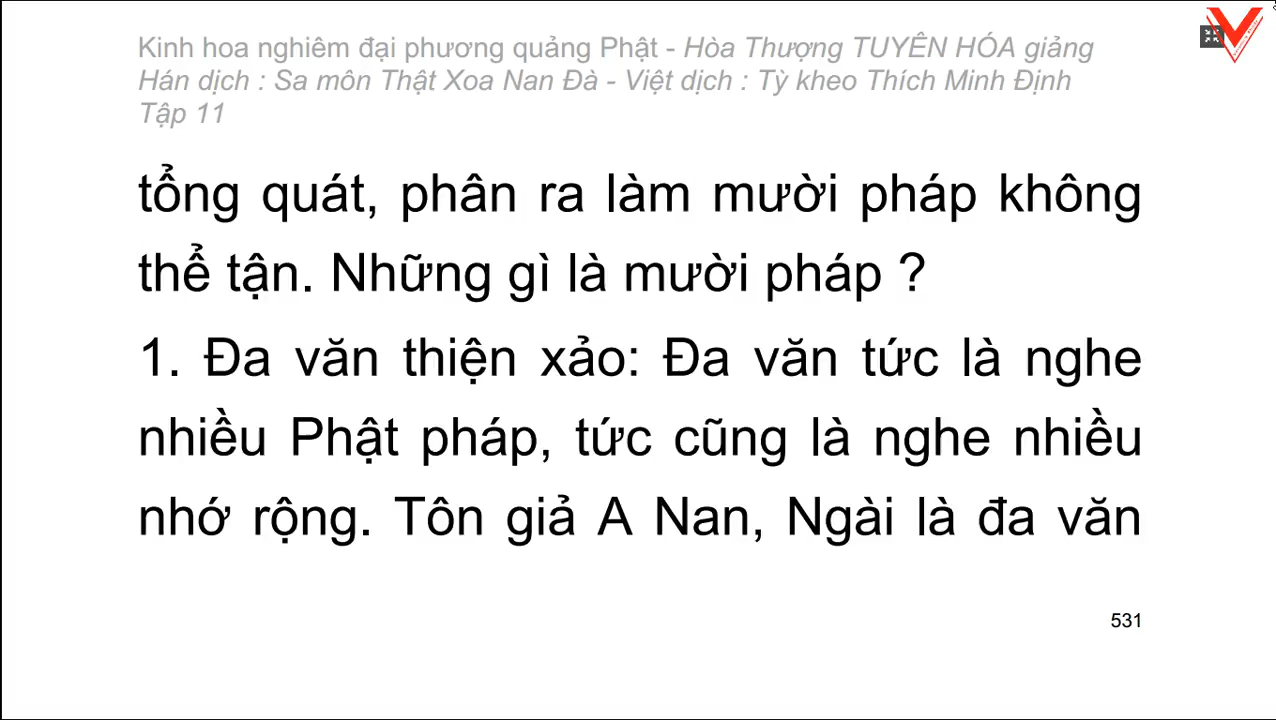 Kinh hoa nghiêm đại phương quảng Phật - Hòa Thượng TUYÊN HÓA giảng
Hán dịch : Sa môn Thật Xoa Nan Đà - Việt dịch : Tỳ kheo Thích Minh Định
Tập 11
tổng quát, phân ra làm mười pháp không
thể tận. Những gì là mười pháp ?
1. Đa văn thiện xảo: Đa văn tức là nghe
nhiều Phật pháp, tức cũng là nghe nhiều
nhớ rộng. Tôn giả A Nan, Ngài là đa văn
531